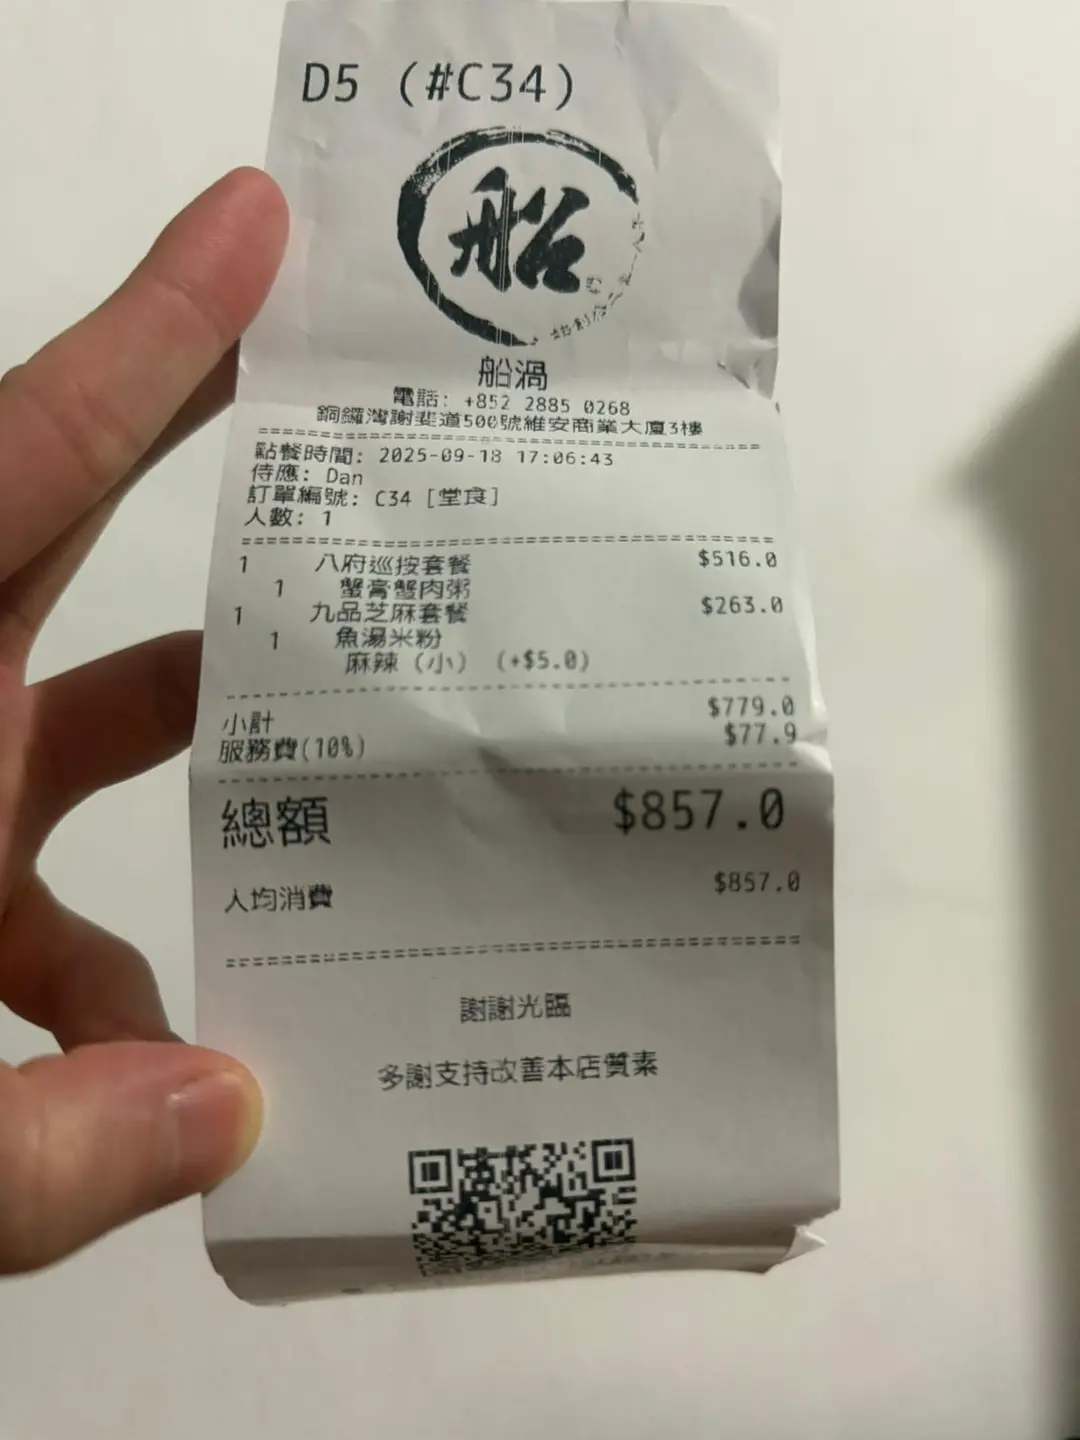 D5 (#C34)
船
船渦
電話: +852 2885 0268
銅鑼灣謝斐道500號維安商業大廈3樓
點餐時間: 2025-09-18 17:06:43
侍應: Dan
訂單編號: C34 [堂食]
人數: 1
1 八府巡按套餐 $516.0
1 蟹膏蟹肉粥
1 九品芝麻套餐 $263.0
1 魚湯米粉
麻辣（小） (+$5.0)
小計 $779.0
服務費(10%) $77.9
總額 $857.0
人均消費 $857.0
謝謝光臨
多謝支持改善本店質素